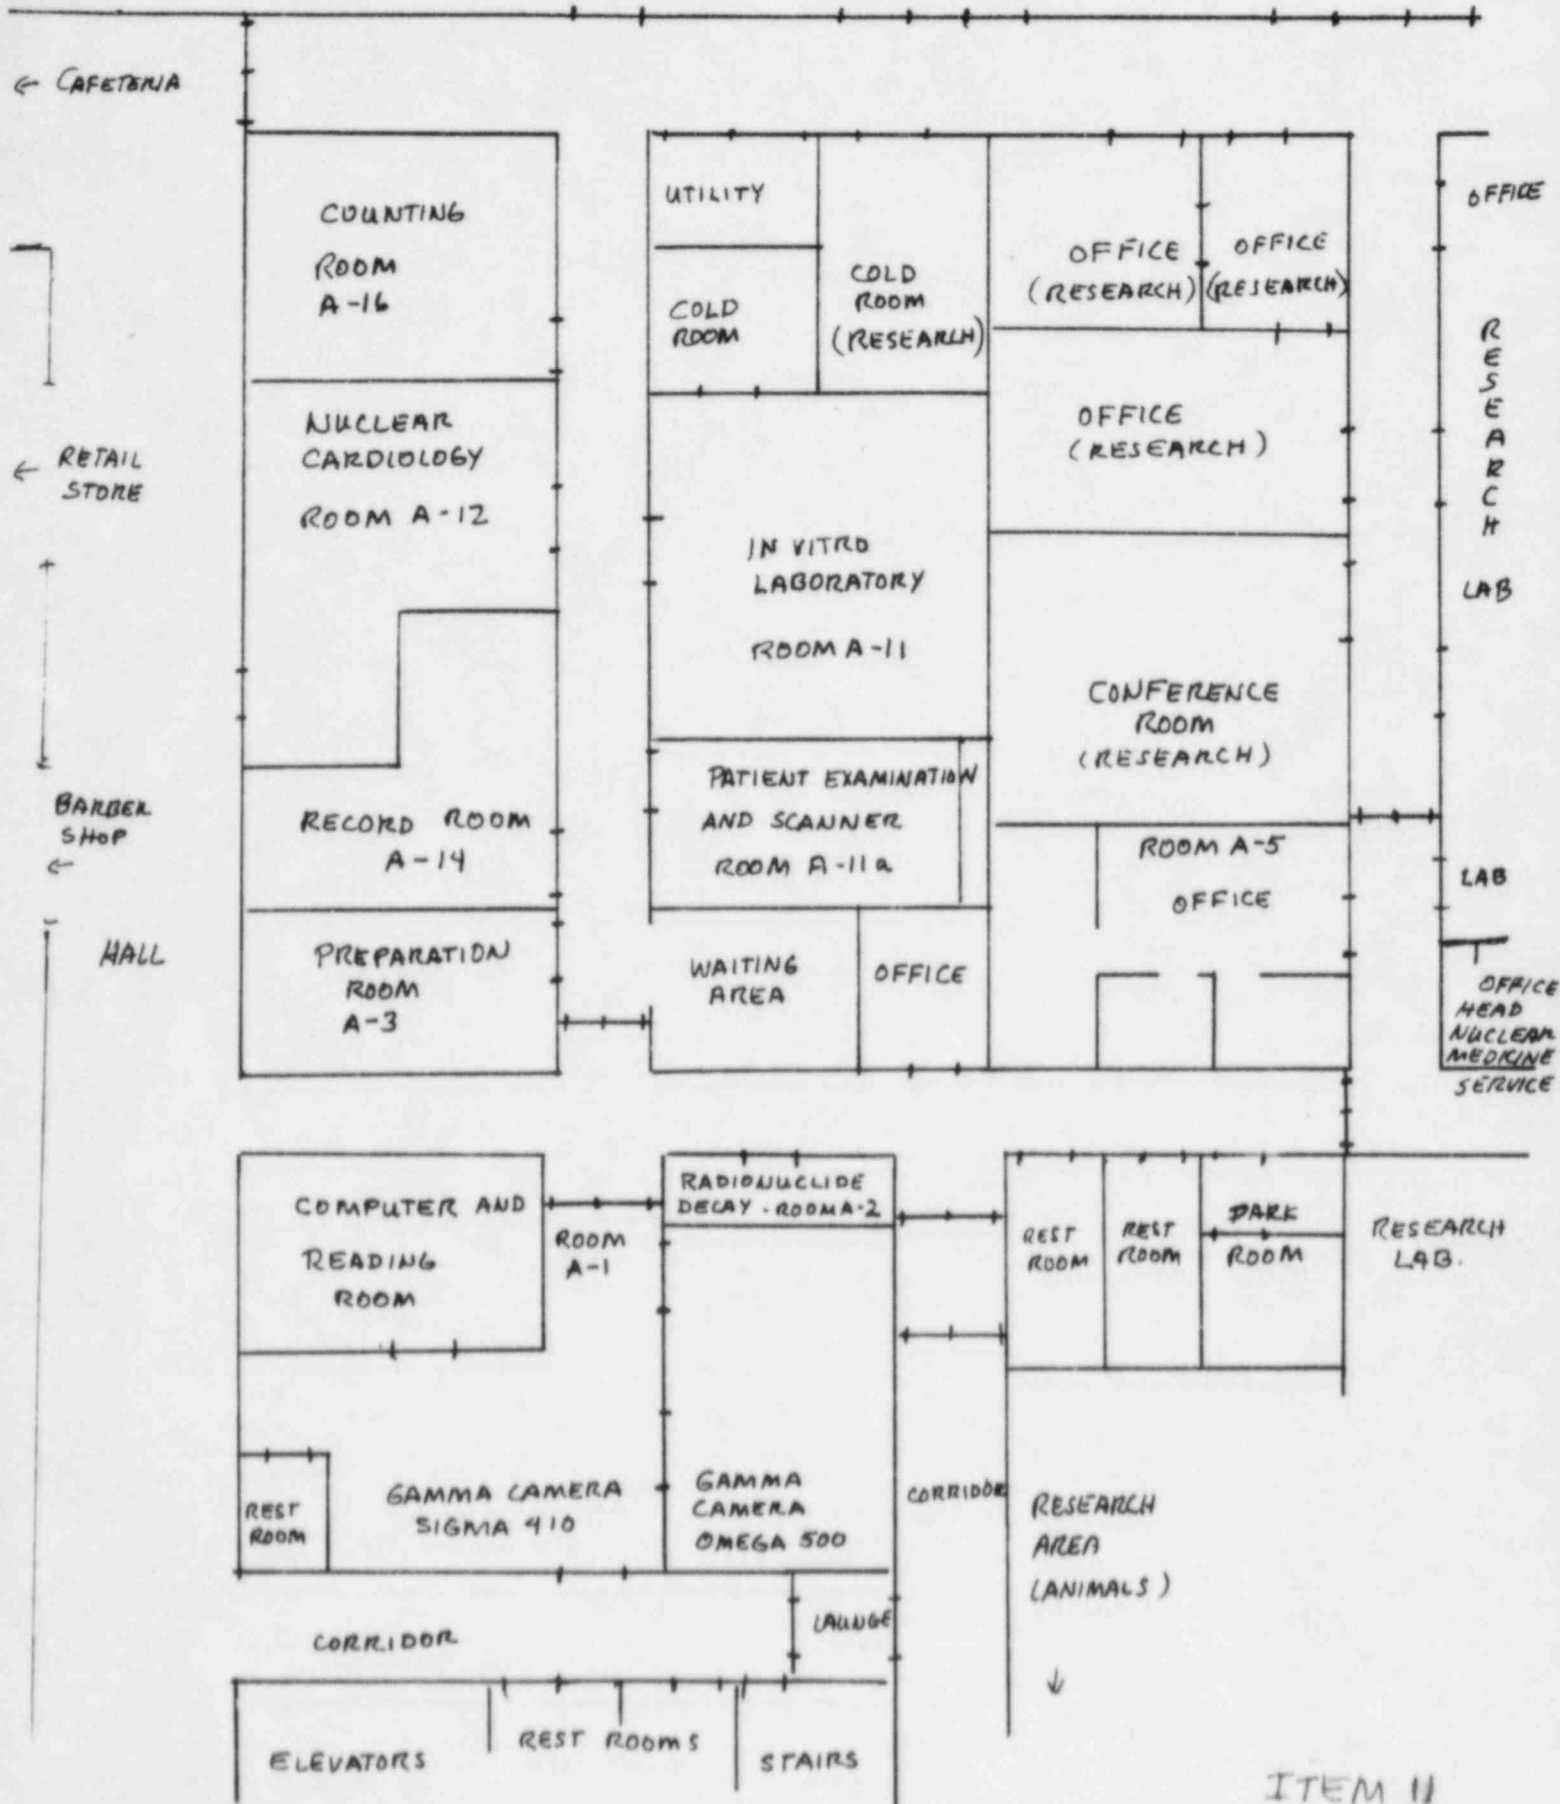 ← CAFETERIA
COUNTING
ROOM
A-16
UTILITY
COLD
ROOM
COLD
ROOM
(RESEARCH)
OFFICE
(RESEARCH)
OFFICE
(RESEARCH)
OFFICE
RESEARCH
LAB
← RETAIL
STORE
NUCLEAR
CARDIOLOGY
ROOM A-12
OFFICE
(RESEARCH)
IN VITRO
LABORATORY
ROOM A-11
CONFERENCE
ROOM
(RESEARCH)
BARBER
SHOP
←
RECORD ROOM
A-14
PATIENT EXAMINATION
AND SCANNER
ROOM A-11a
ROOM A-5
OFFICE
LAB
HALL
PREPARATION
ROOM
A-3
WAITING
AREA
OFFICE
OFFICE
HEAD
NUCLEAR
MEDICINE
SERVICE
COMPUTER AND
READING
ROOM
ROOM
A-1
RADIONUCLIDE
DECAY - ROOM A-2
REST
ROOM
REST
ROOM
DARK
ROOM
RESEARCH
LAB.
REST
ROOM
GAMMA CAMERA
SIGMA 410
GAMMA
CAMERA
OMEGA 500
CORRIDOR
RESEARCH
AREA
(ANIMALS)
↓
CORRIDOR
LAUNGE
ELEVATORS
REST ROOMS
STAIRS
ITEM 11